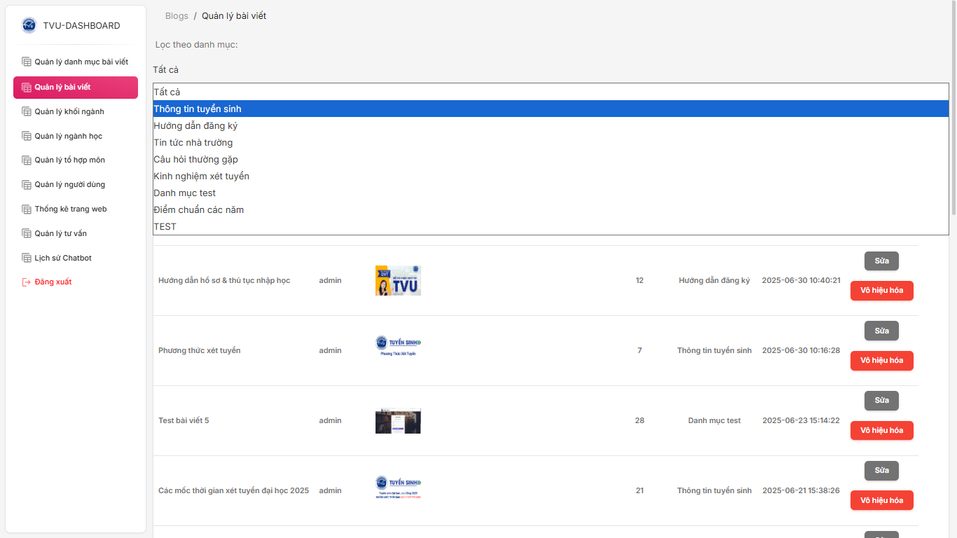 TVU-DASHBOARD
Quản lý danh mục bài viết
Quản lý bài viết
Quản lý khối ngành
Quản lý ngành học
Quản lý tổ hợp môn
Quản lý người dùng
Thống kê trang web
Quản lý tư vấn
Lịch sử Chatbot
Đăng xuất
Blogs / Quản lý bài viết
Lọc theo danh mục:
Tất cả
Tất cả
Thông tin tuyển sinh
Hướng dẫn đăng ký
Tin tức nhà trường
Câu hỏi thường gặp
Kinh nghiệm xét tuyển
Danh mục test
Điểm chuẩn các năm
TEST
Hướng dẫn hồ sơ & thủ tục nhập học admin TVU 12 Hướng dẫn đăng ký 2025-06-30 10:40:21
Sửa
Vô hiệu hóa
Phương thức xét tuyển admin TUYỂN SINH 7 Thông tin tuyển sinh 2025-06-30 10:16:28
Phương Thức Xét Tuyển
Sửa
Vô hiệu hóa
Test bài viết 5 admin 28 Danh mục test 2025-06-23 15:14:22
Sửa
Vô hiệu hóa
Các mốc thời gian xét tuyển đại học 2025 admin TUYỂN SINH 21 Thông tin tuyển sinh 2025-06-21 15:38:26
Sửa
Vô hiệu hóa